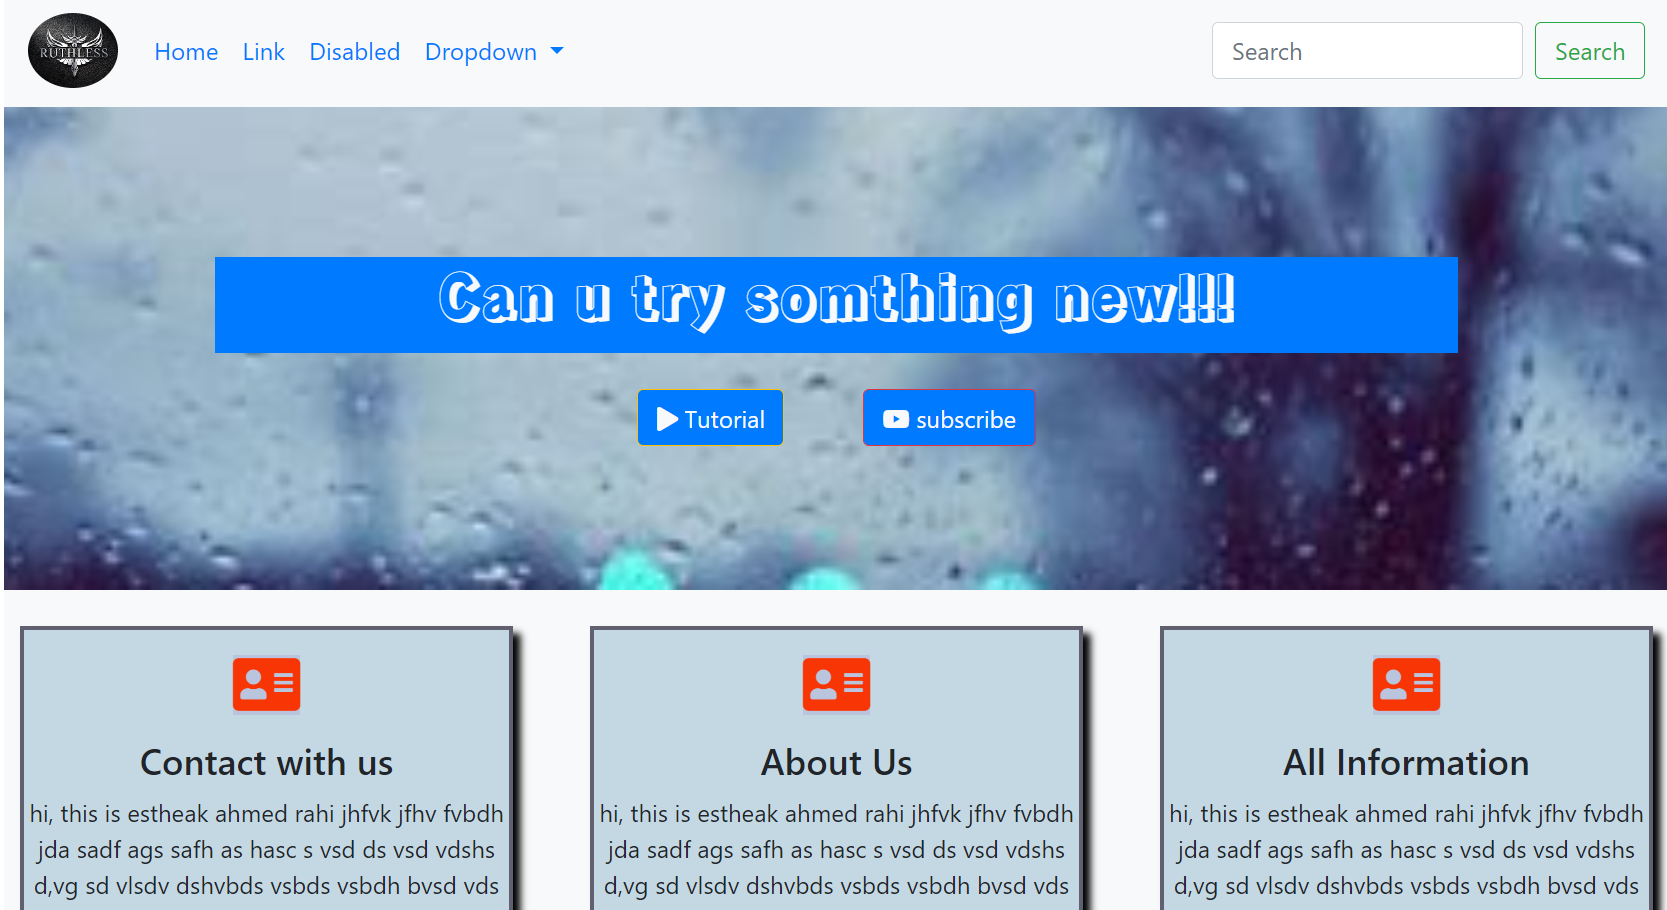 RUTHLESS
Home Link Disabled Dropdown
Search Search
Can u try somthing new!!!
Tutorial subscribe
Contact with us
hi, this is estheak ahmed rahi jhfvk jfhv fvbdh
jda sadf ags safh as hasc s vsd ds vsd vdshs
d,vg sd vlsdv dshvbds vsbds vsbdh bvsd vds
About Us
hi, this is estheak ahmed rahi jhfvk jfhv fvbdh
jda sadf ags safh as hasc s vsd ds vsd vdshs
d,vg sd vlsdv dshvbds vsbds vsbdh bvsd vds
All Information
hi, this is estheak ahmed rahi jhfvk jfhv fvbdh
jda sadf ags safh as hasc s vsd ds vsd vdshs
d,vg sd vlsdv dshvbds vsbds vsbdh bvsd vds